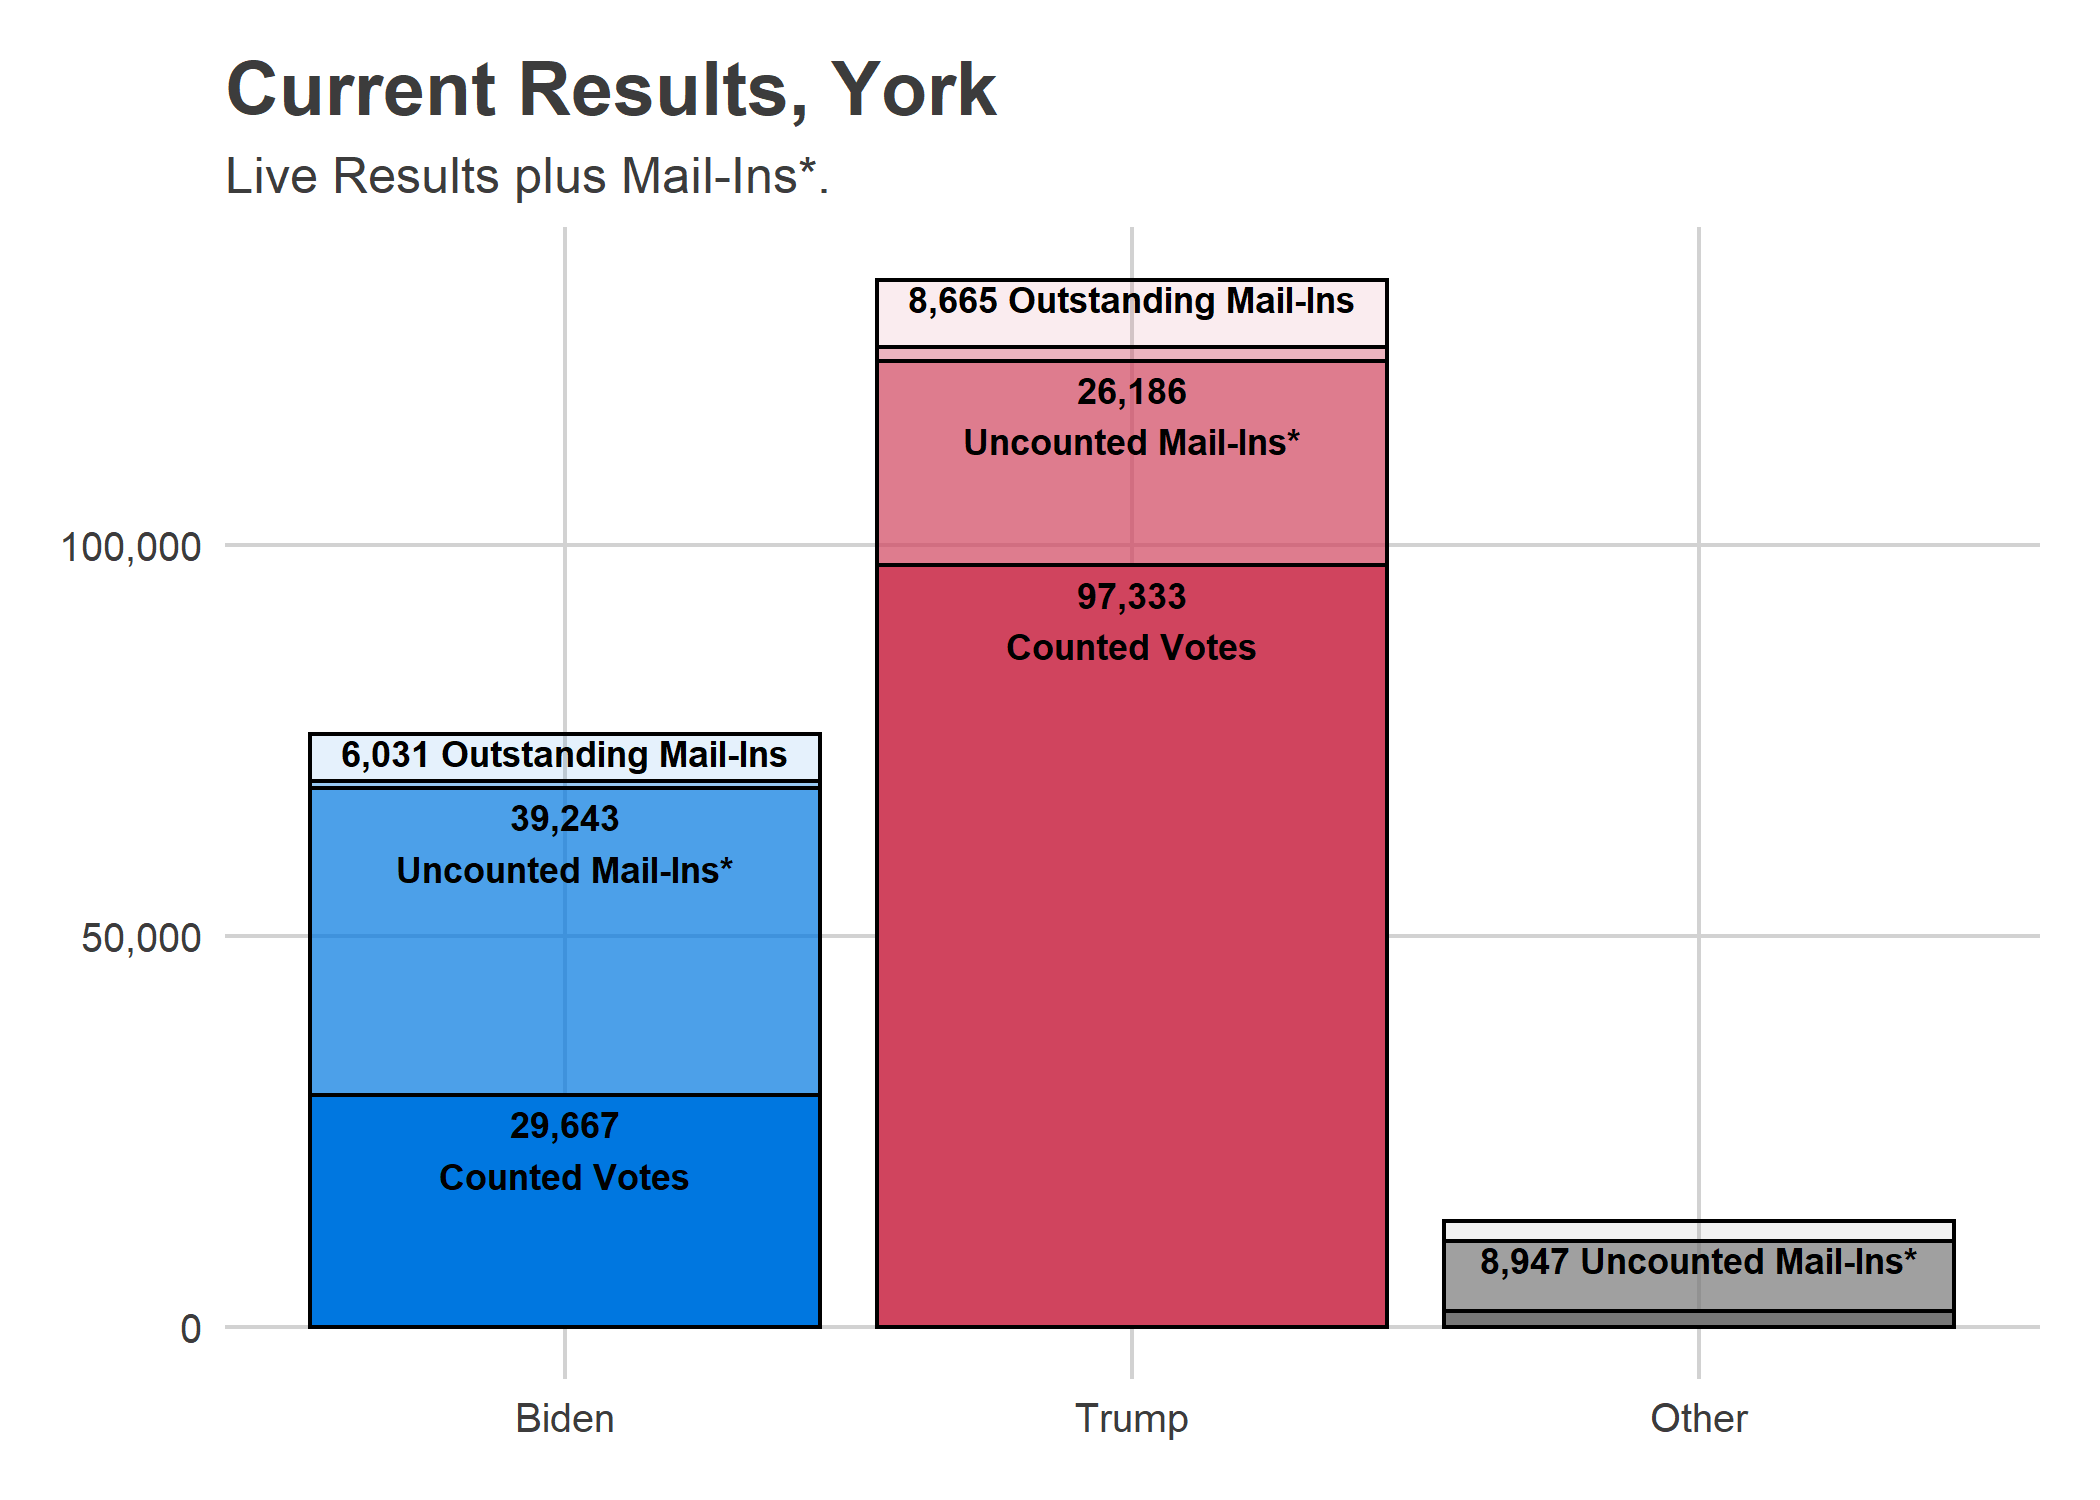 Current Results, York
Live Results plus Mail-Ins*.
8,665 Outstanding Mail-Ins
26,186
Uncounted Mail-Ins*
100,000
97,333
Counted Votes
6,031 Outstanding Mail-Ins
39,243
Uncounted Mail-Ins*
50,000
29,667
Counted Votes
8,947 Uncounted Mail-Ins*
0
Biden
Trump
Other